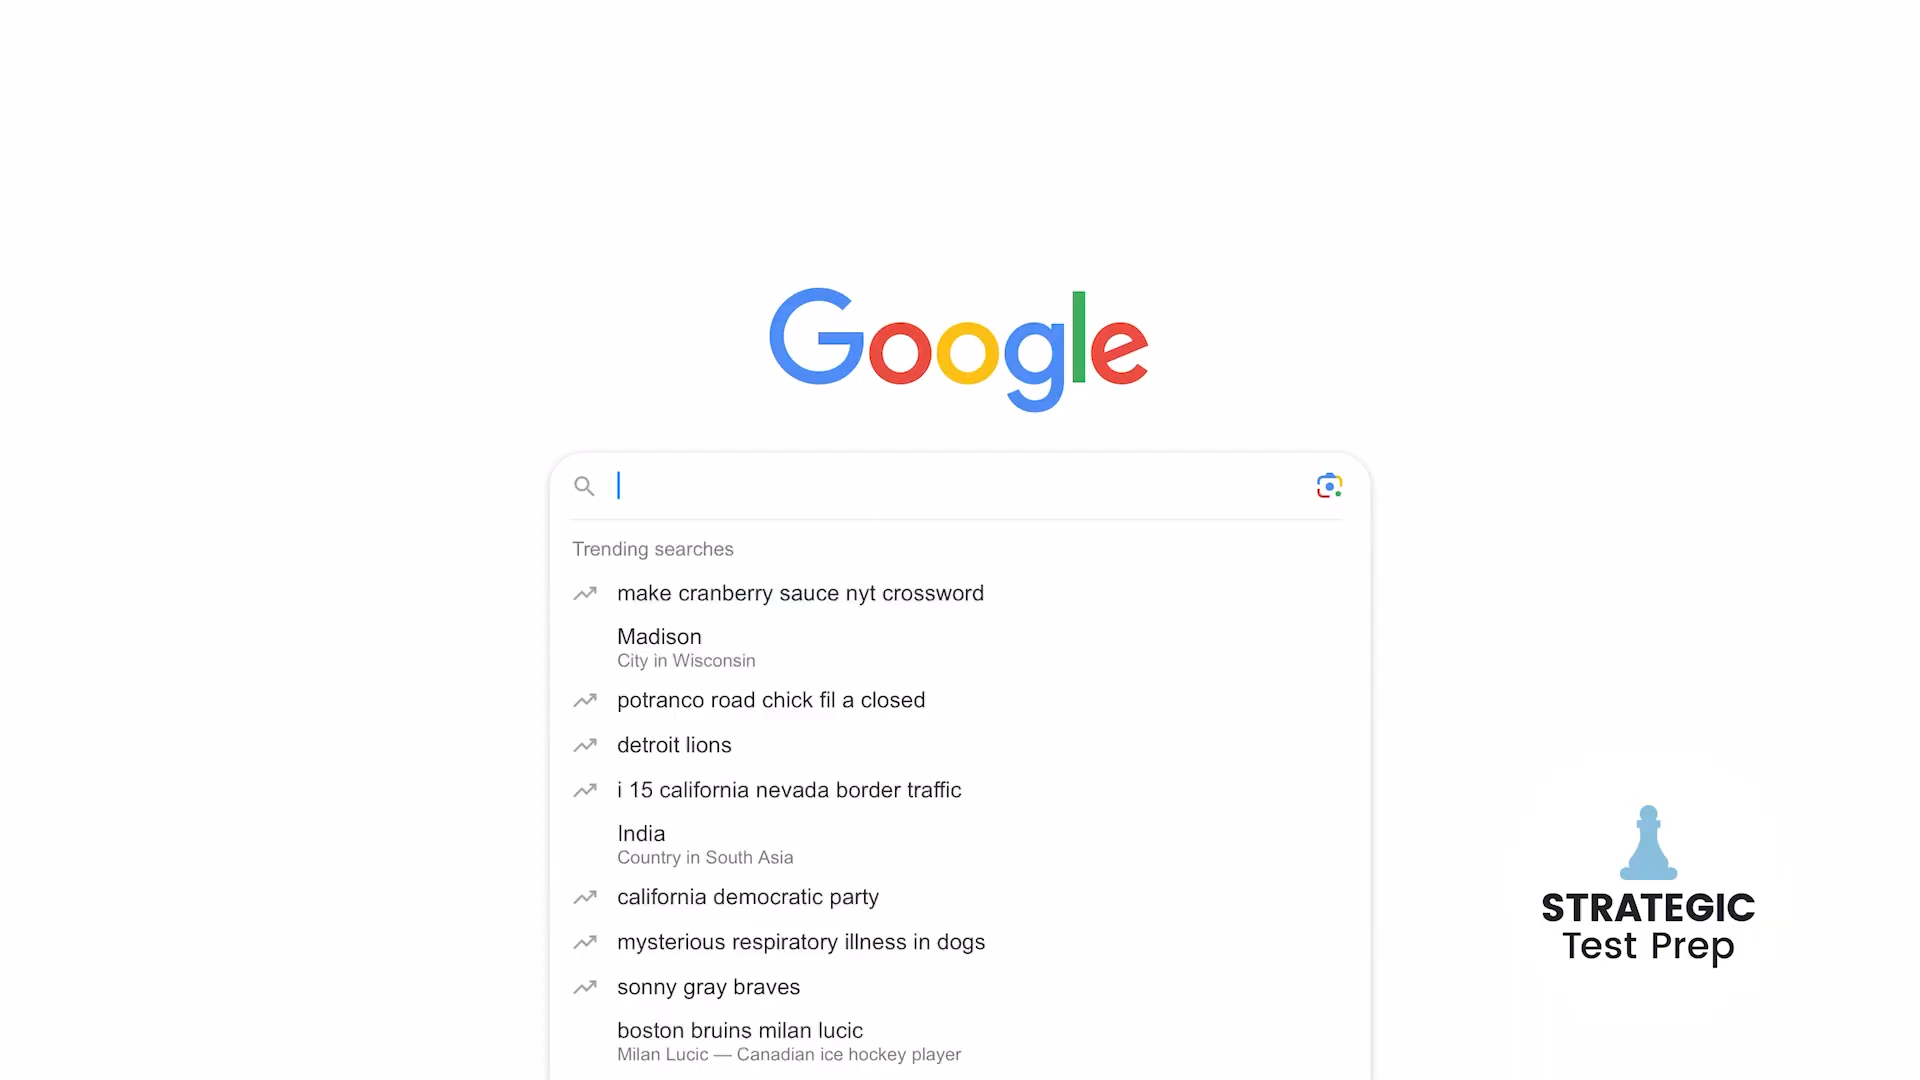 Google
Trending searches
make cranberry sauce nyt crossword
Madison
City in Wisconsin
potranco road chick fil a closed
detroit lions
i 15 california nevada border traffic
India
Country in South Asia
california democratic party
mysterious respiratory illness in dogs
sonny gray braves
boston bruins milan lucic
Milan Lucic — Canadian ice hockey player
STRATEGIC
Test Prep